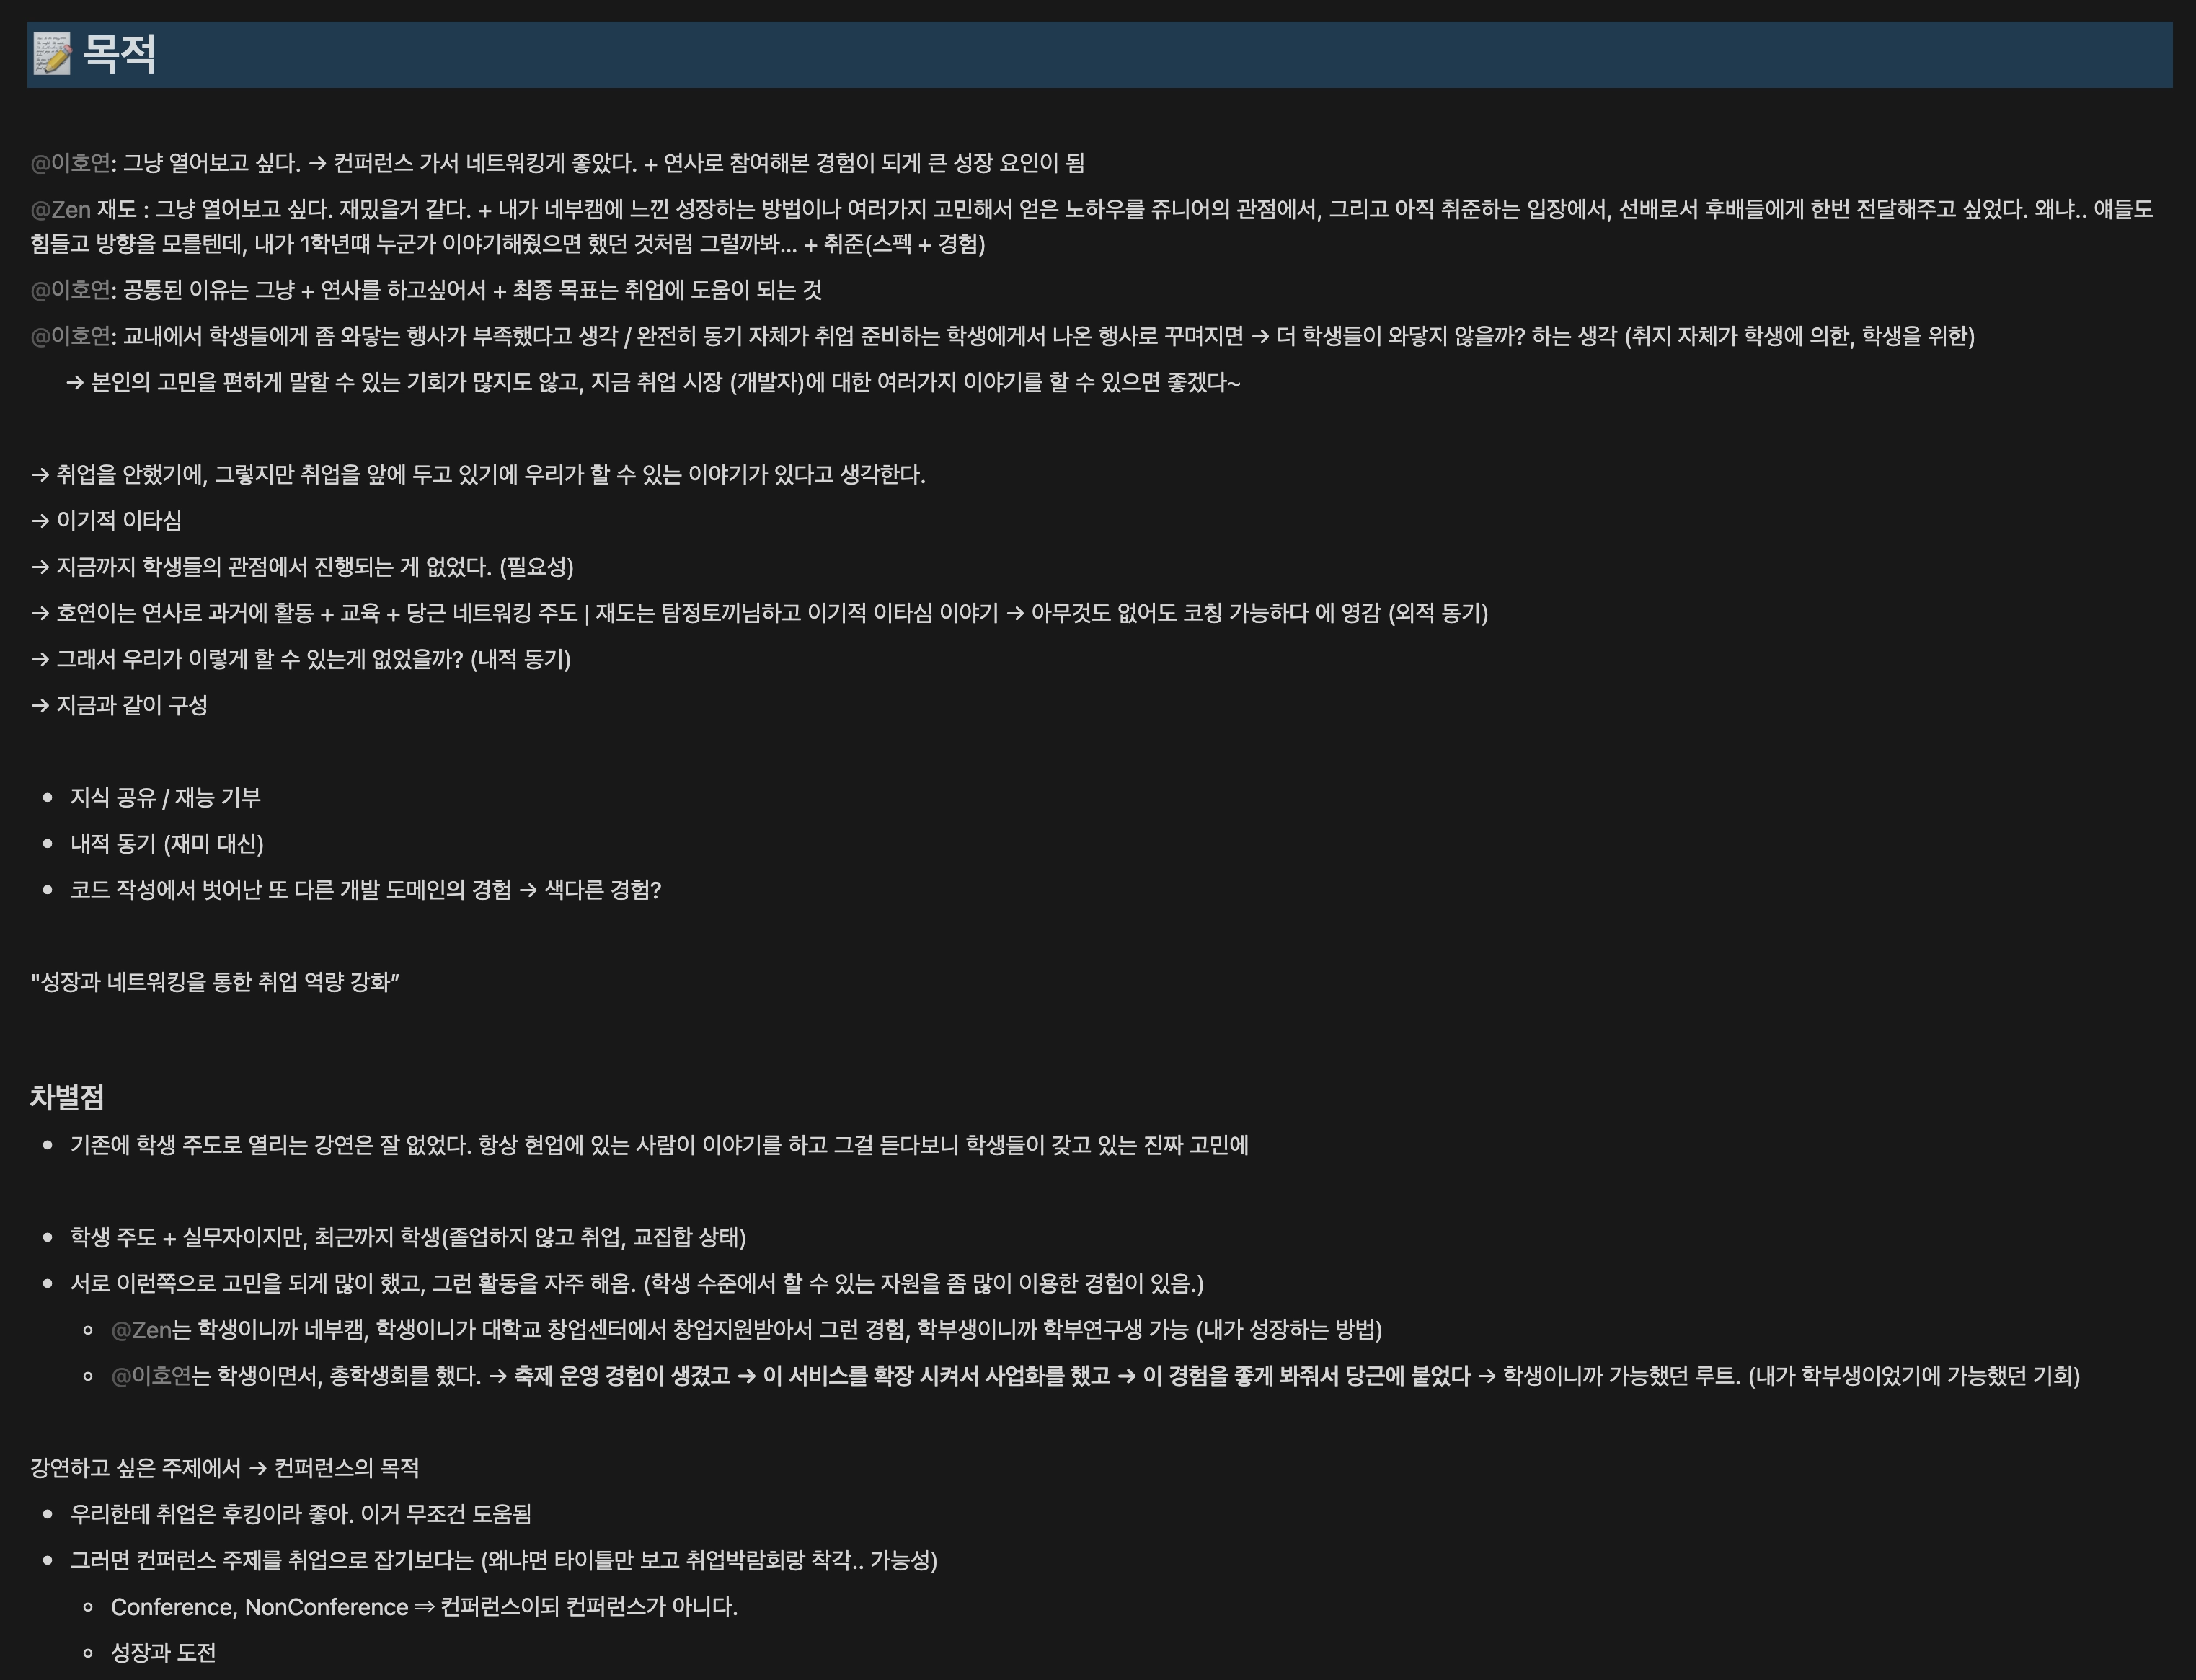 📝 목적
@이호연: 그냥 열어보고 싶다. → 컨퍼런스 가서 네트워킹게 좋았다. + 연사로 참여해본 경험이 되게 큰 성장 요인이 됨
@Zen 재도 : 그냥 열어보고 싶다. 재밌을거 같다. + 내가 네부캠에 느낀 성장하는 방법이나 여러가지 고민해서 얻은 노하우를 쥬니어의 관점에서, 그리고 아직 취준하는 입장에서, 선배로서 후배들에게 한번 전달해주고 싶었다. 왜냐.. 얘들도
힘들고 방향을 모를텐데, 내가 1학년때 누군가 이야기해줬으면 했던 것처럼 그럴까봐... + 취준(스펙 + 경험)
@이호연: 공통된 이유는 그냥 + 연사를 하고싶어서 + 최종 목표는 취업에 도움이 되는 것
@이호연: 교내에서 학생들에게 좀 와닿는 행사가 부족했다고 생각 / 완전히 동기 자체가 취업 준비하는 학생에게서 나온 행사로 꾸며지면 → 더 학생들이 와닿지 않을까? 하는 생각 (취지 자체가 학생에 의한, 학생을 위한)
→ 본인의 고민을 편하게 말할 수 있는 기회가 많지도 않고, 지금 취업 시장 (개발자)에 대한 여러가지 이야기를 할 수 있으면 좋겠다~
→ 취업을 안했기에, 그렇지만 취업을 앞에 두고 있기에 우리가 할 수 있는 이야기가 있다고 생각한다.
→ 이기적 이타심
→ 지금까지 학생들의 관점에서 진행되는 게 없었다. (필요성)
→ 호연이는 연사로 과거에 활동 + 교육 + 당근 네트워킹 주도 | 재도는 탐정토끼님하고 이기적 이타심 이야기 → 아무것도 없어도 코칭 가능하다 에 영감 (외적 동기)
→ 그래서 우리가 이렇게 할 수 있는게 없었을까? (내적 동기)
→ 지금과 같이 구성
• 지식 공유 / 재능 기부
• 내적 동기 (재미 대신)
• 코드 작성에서 벗어난 또 다른 개발 도메인의 경험 → 색다른 경험?
"성장과 네트워킹을 통한 취업 역량 강화”
차별점
• 기존에 학생 주도로 열리는 강연은 잘 없었다. 항상 현업에 있는 사람이 이야기를 하고 그걸 듣다보니 학생들이 갖고 있는 진짜 고민에
• 학생 주도 + 실무자이지만, 최근까지 학생(졸업하지 않고 취업, 교집합 상태)
• 서로 이런쪽으로 고민을 되게 많이 했고, 그런 활동을 자주 해옴. (학생 수준에서 할 수 있는 자원을 좀 많이 이용한 경험이 있음.)
◦ @Zen는 학생이니까 네부캠, 학생이니가 대학교 창업센터에서 창업지원받아서 그런 경험, 학부생이니까 학부연구생 가능 (내가 성장하는 방법)
◦ @이호연는 학생이면서, 총학생회를 했다. → 축제 운영 경험이 생겼고 → 이 서비스를 확장 시켜서 사업화를 했고 → 이 경험을 좋게 봐줘서 당근에 붙었다 → 학생이니까 가능했던 루트. (내가 학부생이었기에 가능했던 기회)
강연하고 싶은 주제에서 → 컨퍼런스의 목적
• 우리한테 취업은 후킹이라 좋아. 이거 무조건 도움됨
• 그러면 컨퍼런스 주제를 취업으로 잡기보다는 (왜냐면 타이틀만 보고 취업박람회랑 착각.. 가능성)
◦ Conference, NonConference ⇒ 컨퍼런스이되 컨퍼런스가 아니다.
◦ 성장과 도전